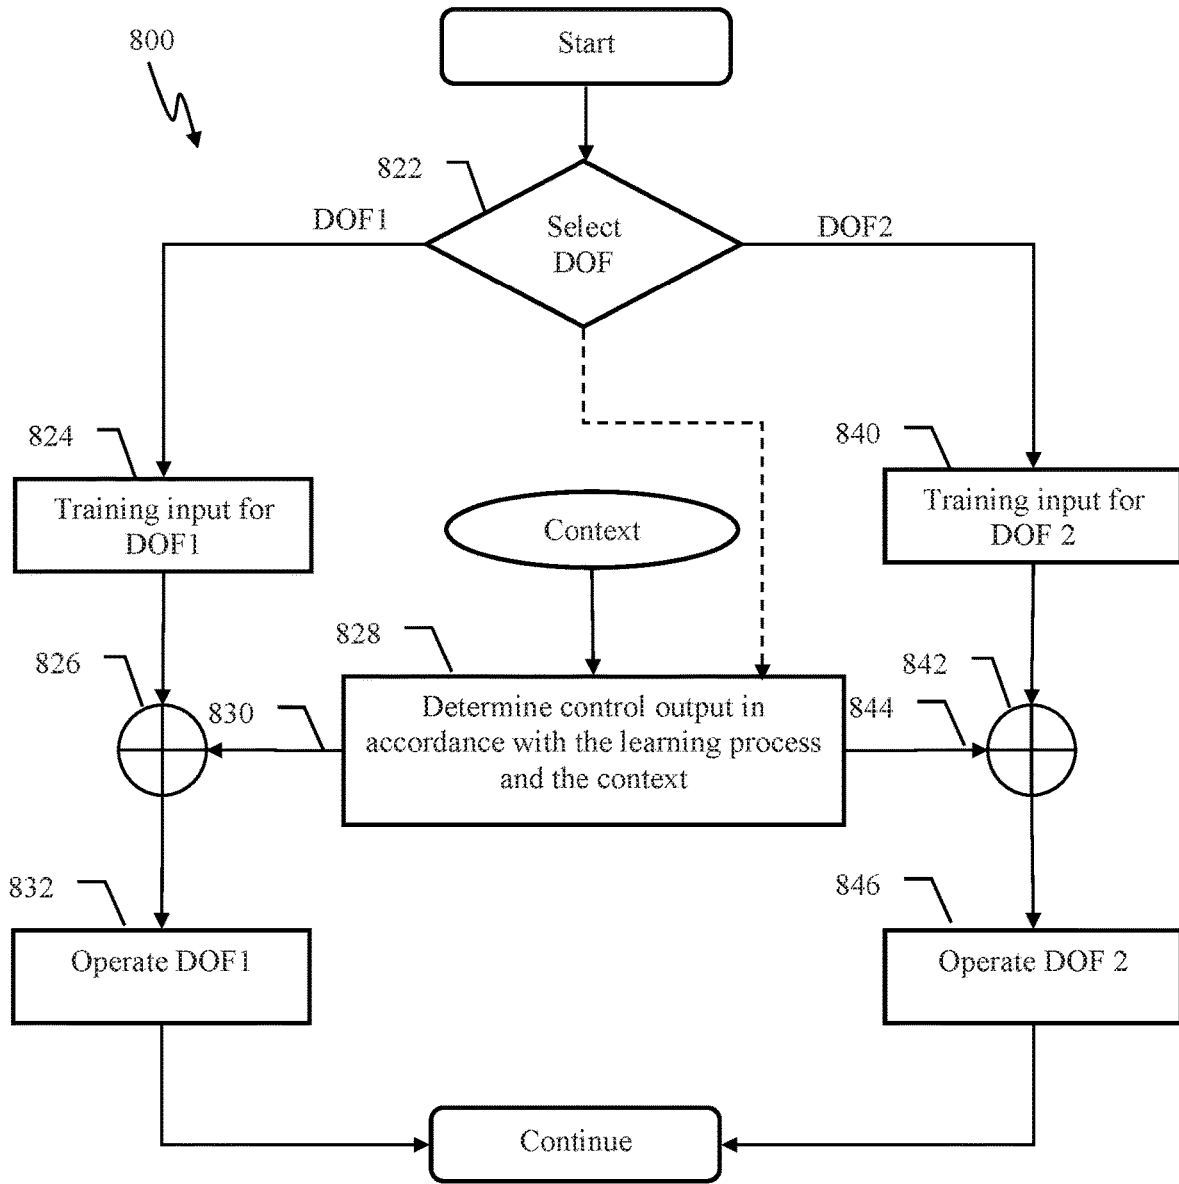 800
Start
822
Select
DOF
DOF1
DOF2
824
Training input for
DOF1
840
Training input for
DOF 2
Context
826
828
Determine control output in
accordance with the learning process
and the context
830
844
842
832
Operate DOF1
846
Operate DOF 2
Continue